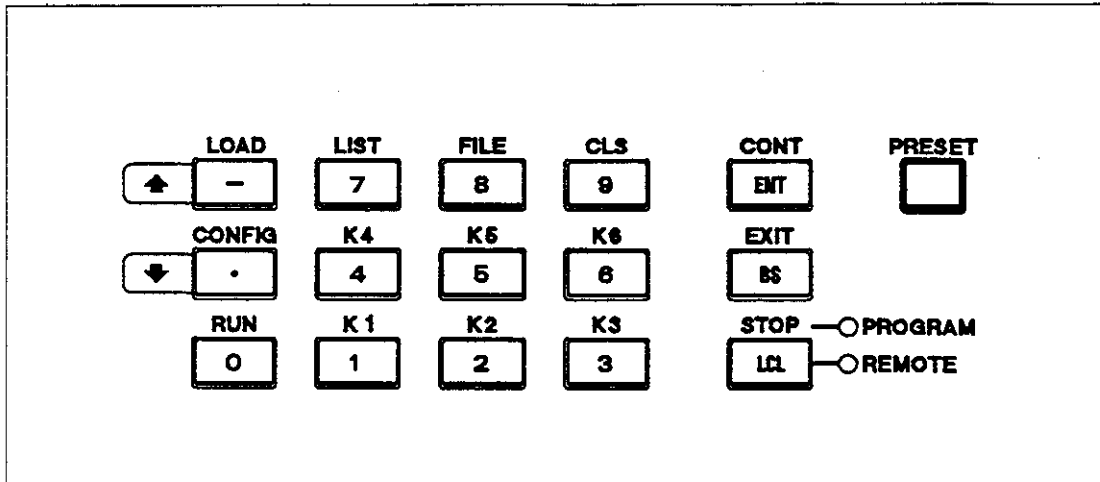 LOAD LIST FILE CLS CONT PRESET
- 7 8 9 ENT
CONFIG K4 K5 K6 EXIT
. 4 5 6 BS
RUN K1 K2 K3 STOP PROGRAM
0 1 2 3 LCL REMOTE